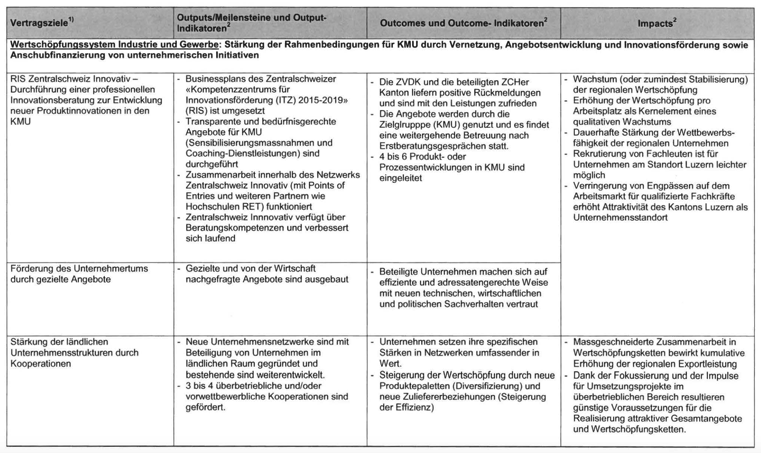 Vertragsziele1)
Outputs/Meilensteine und Output-
Indikatoren2
Outcomes und Outcome- Indikatoren2
Impacts2
Wertschöpfungssystem Industrie und Gewerbe: Stärkung der Rahmenbedingungen für KMU durch Vernetzung, Angebotsentwicklung und Innovationsförderung sowie
Anschubfinanzierung von unternehmerischen Initiativen
RIS Zentralschweiz Innovativ –
Durchführung einer professionellen
Innovationsberatung zur Entwicklung
neuer Produktinnovationen in den
KMU
- Businessplans des Zentralschweizer
«Kompetenzzentrums für
Innovationsförderung (ITZ) 2015-2019»
(RIS) ist umgesetzt
- Transparente und bedürfnisgerechte
Angebote für KMU
(Sensibilisierungsmassnahmen und
Coaching-Dienstleistungen) sind
durchgeführt
- Zusammenarbeit innerhalb des Netzwerks
Zentralschweiz Innovativ (mit Points of
Entries und weiteren Partnern wie
Hochschulen RET) funktioniert
- Zentralschweiz Innnovativ verfügt über
Beratungskompetenzen und verbessert
sich laufend
- Die ZVDK und die beteiligten ZCHer
Kanton liefern positive Rückmeldungen
und sind mit den Leistungen zufrieden
- Die Angebote werden durch die
Zielgrupppe (KMU) genutzt und es findet
eine weitergehende Betreuung nach
Erstberatungsgesprächen statt.
- 4 bis 6 Produkt- oder
Prozessentwicklungen in KMU sind
eingeleitet
- Wachstum (oder zumindest Stabilisierung)
der regionalen Wertschöpfung
- Erhöhung der Wertschöpfung pro
Arbeitsplatz als Kernelement eines
qualitativen Wachstums
- Dauerhafte Stärkung der Wettbewerbs-
fähigkeit der regionalen Unternehmen
- Rekrutierung von Fachleuten ist für
Unternehmen am Standort Luzern leichter
möglich
- Verringerung von Engpässen auf dem
Arbeitsmarkt für qualifizierte Fachkräfte
erhöht Attraktivität des Kantons Luzern als
Unternehmensstandort
Förderung des Unternehmertums
durch gezielte Angebote
- Gezielte und von der Wirtschaft
nachgefragte Angebote sind ausgebaut
- Beteiligte Unternehmen machen sich auf
effiziente und adressatengerechte Weise
mit neuen technischen, wirtschaftlichen
und politischen Sachverhalten vertraut
Stärkung der ländlichen
Unternehmensstrukturen durch
Kooperationen
- Neue Unternehmensnetzwerke sind mit
Beteiligung von Unternehmen im
ländlichen Raum gegründet und
bestehende sind weiterentwickelt.
- 3 bis 4 überbetriebliche und/oder
vorwettbewerbliche Kooperationen sind
gefördert.
- Unternehmen setzen ihre spezifischen
Stärken in Netzwerken umfassender in
Wert.
- Steigerung der Wertschöpfung durch neue
Produktepaletten (Diversifizierung) und
neue Zuliefererbeziehungen (Steigerung
der Effizienz)
- Massgeschneiderte Zusammenarbeit in
Wertschöpfungsketten bewirkt kumulative
Erhöhung der regionalen Exportleistung
- Dank der Fokussierung und der Impulse
für Umsetzungsprojekte im
überbetrieblichen Bereich resultieren
günstige Voraussetzungen für die
Realisierung attraktiver Gesamtangebote
und Wertschöpfungsketten.